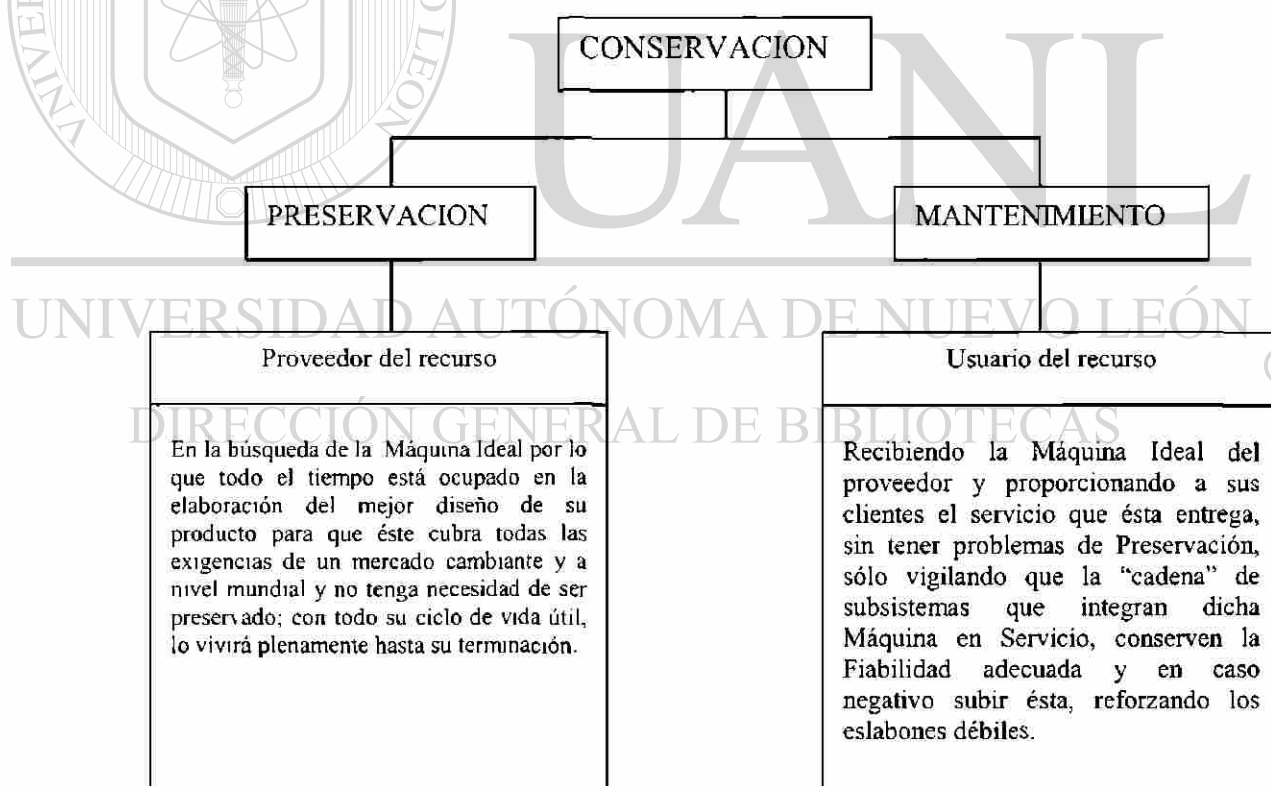 CONSERVACION
PRESERVACION
MANTENIMIENTO
Proveedor del recurso
En la búsqueda de la Máquina Ideal por lo
que todo el tiempo está ocupado en la
elaboración del mejor diseño de su
producto para que éste cubra todas las
exigencias de un mercado cambiante y a
nivel mundial y no tenga necesidad de ser
preservado; con todo su ciclo de vida útil,
lo vivirá plenamente hasta su terminación.
Usuario del recurso
Recibiendo la Máquina Ideal del
proveedor y proporcionando a sus
clientes el servicio que ésta entrega,
sin tener problemas de Preservación,
sólo vigilando que la “cadena” de
subsistemas que integran dicha
Máquina en Servicio, conserven la
Fiabilidad adecuada y en caso
negativo subir ésta, reforzando los
eslabones débiles.
UANL
UNIVERSIDAD AUTÓNOMA DE NUEVO LEÓN
DIRECCIÓN GENERAL DE BIBLIOTECAS